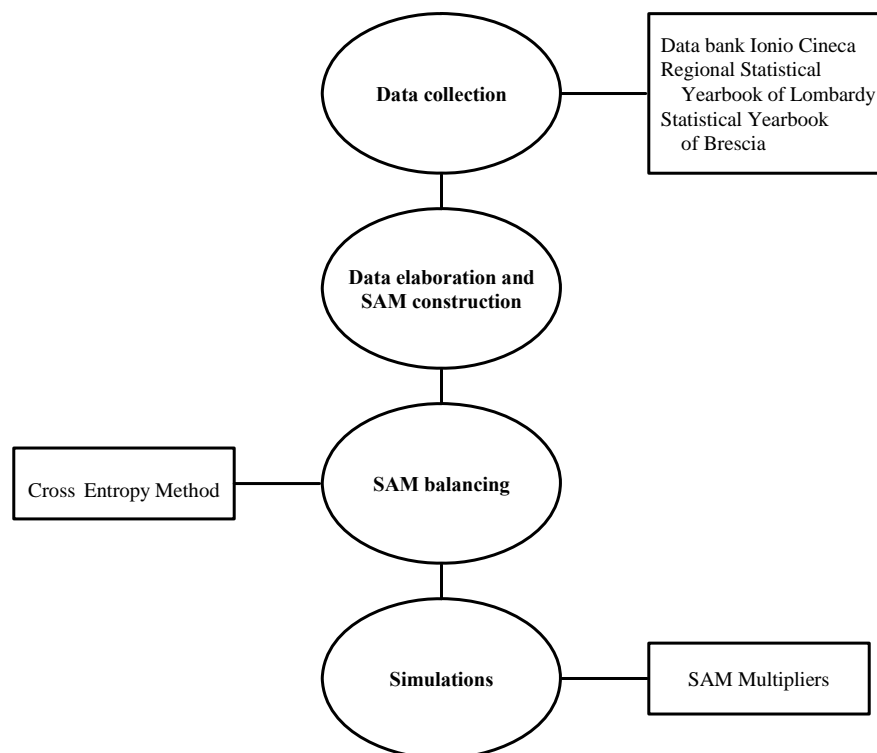 Data collection
Data bank Ionio Cineca
Regional Statistical
Yearbook of Lombardy
Statistical Yearbook
of Brescia
Data elaboration and
SAM construction
Cross Entropy Method
SAM balancing
Simulations
SAM Multipliers